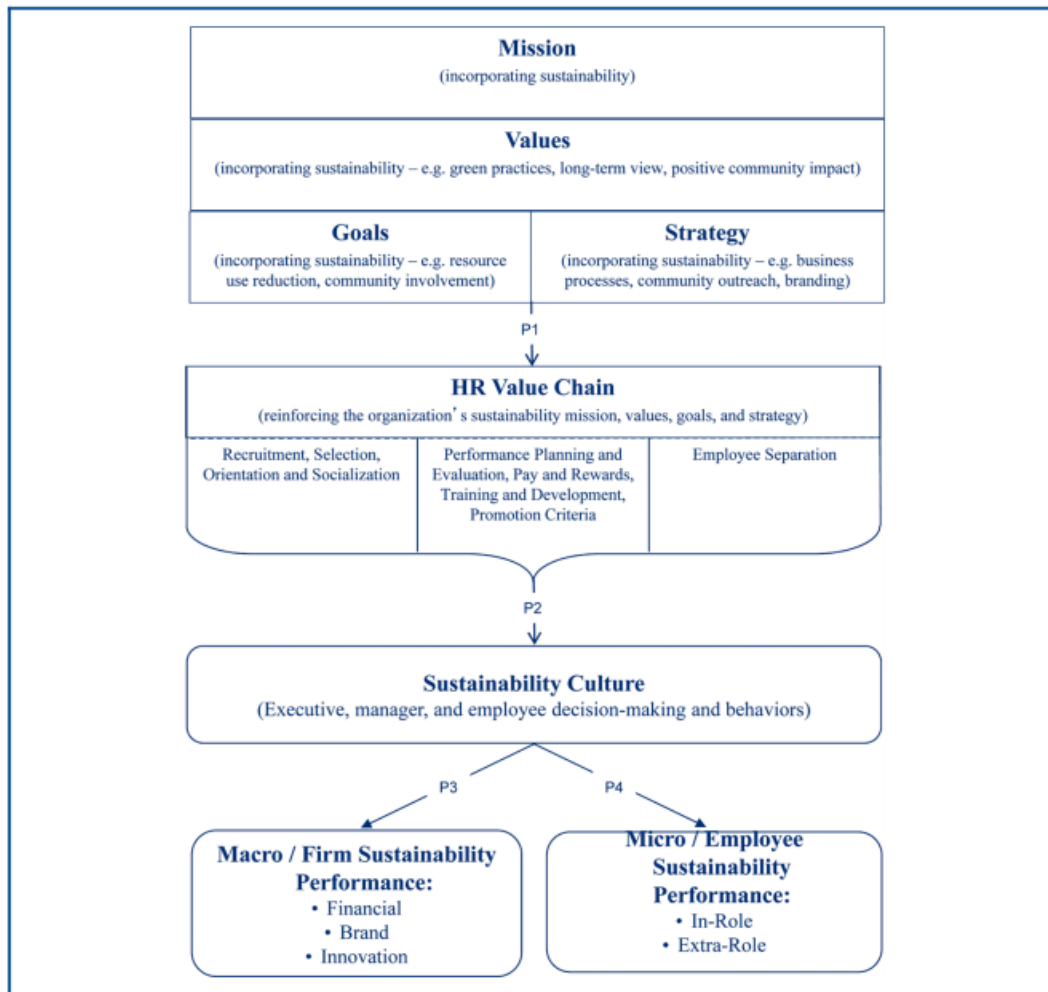 Mission
(incorporating sustainability)
Values
(incorporating sustainability – e.g. green practices, long-term view, positive community impact)
Goals
(incorporating sustainability – e.g. resource
use reduction, community involvement)
Strategy
(incorporating sustainability – e.g. business
processes, community outreach, branding)
P1
HR Value Chain
(reinforcing the organization's sustainability mission, values, goals, and strategy)
Recruitment, Selection,
Orientation and Socialization
Performance Planning and
Evaluation, Pay and Rewards,
Training and Development,
Promotion Criteria
Employee Separation
P2
Sustainability Culture
(Executive, manager, and employee decision-making and behaviors)
P3
P4
Macro / Firm Sustainability
Performance:
• Financial
• Brand
• Innovation
Micro / Employee
Sustainability
Performance:
• In-Role
• Extra-Role